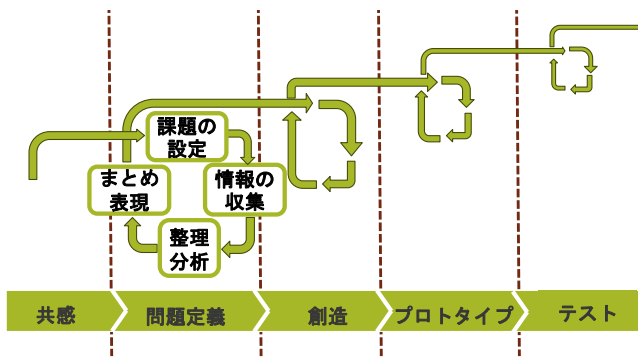 課題の
設定
まとめ
表現
情報の
収集
整理
分析
共感
問題定義
創造
プロトタイプ
テスト